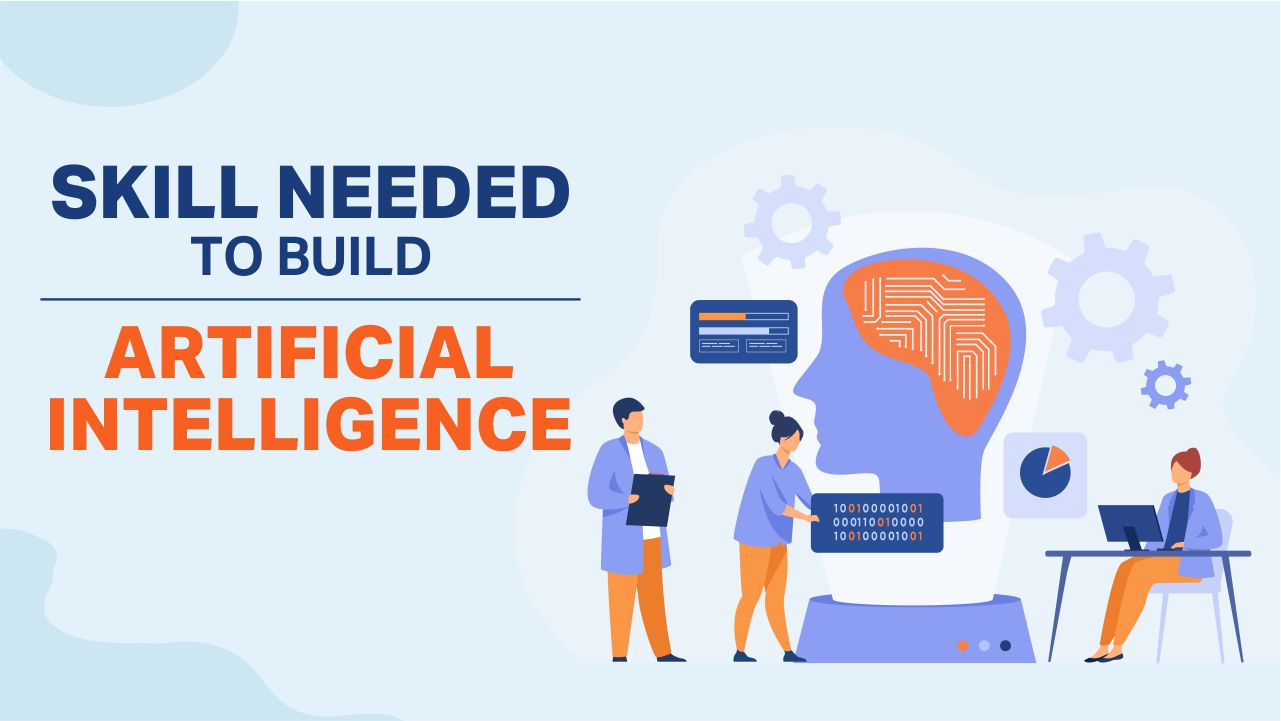 SKILL NEEDED
TO BUILD
ARTIFICIAL
INTELLIGENCE
100100001001
000110010000
100100001001